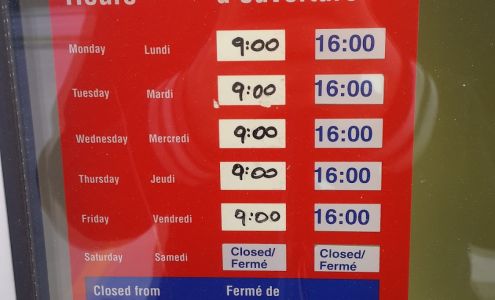 Hours d'ouverture
Monday Lundi 9:00 16:00
Tuesday Mardi 9:00 16:00
Wednesday Mercredi 9:00 16:00
Thursday Jeudi 9:00 16:00
Friday Vendredi 9:00 16:00
Saturday Samedi Closed/ Closed/
Fermé Fermé
Closed from Fermé de